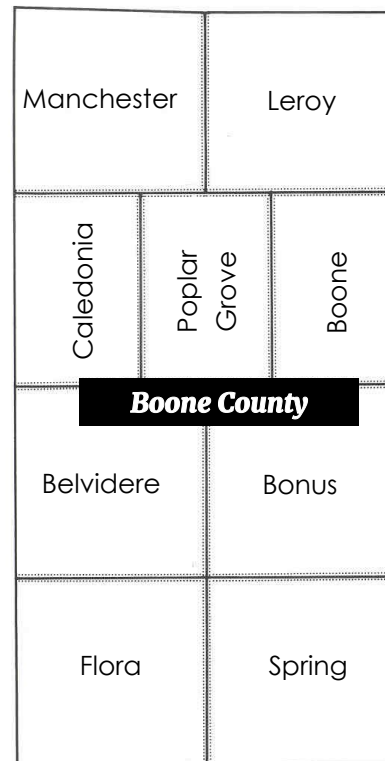 Manchester
Leroy
Caledonia
Poplar
Grove
Boone
Boone County
Belvidere
Bonus
Flora
Spring